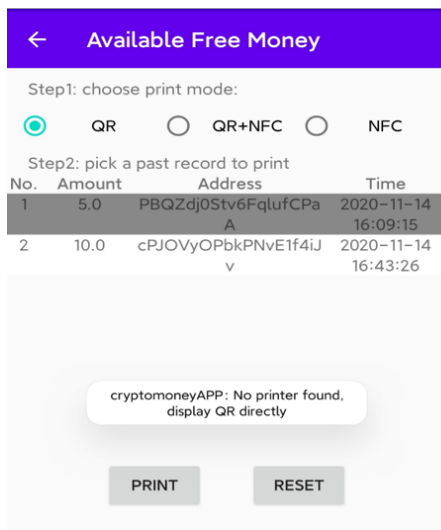 Available Free Money
Step1: choose print mode:
QR QR+NFC NFC
Step2: pick a past record to print
No. Amount Address Time
1 5.0 PBQZdj0Stv6FqlufCPa 2020-11-14
A 16:09:15
2 10.0 cPJOVyOPbkPNvE1f4iJ 2020-11-14
v 16:43:26
cryptomoneyAPP: No printer found,
display QR directly
PRINT RESET